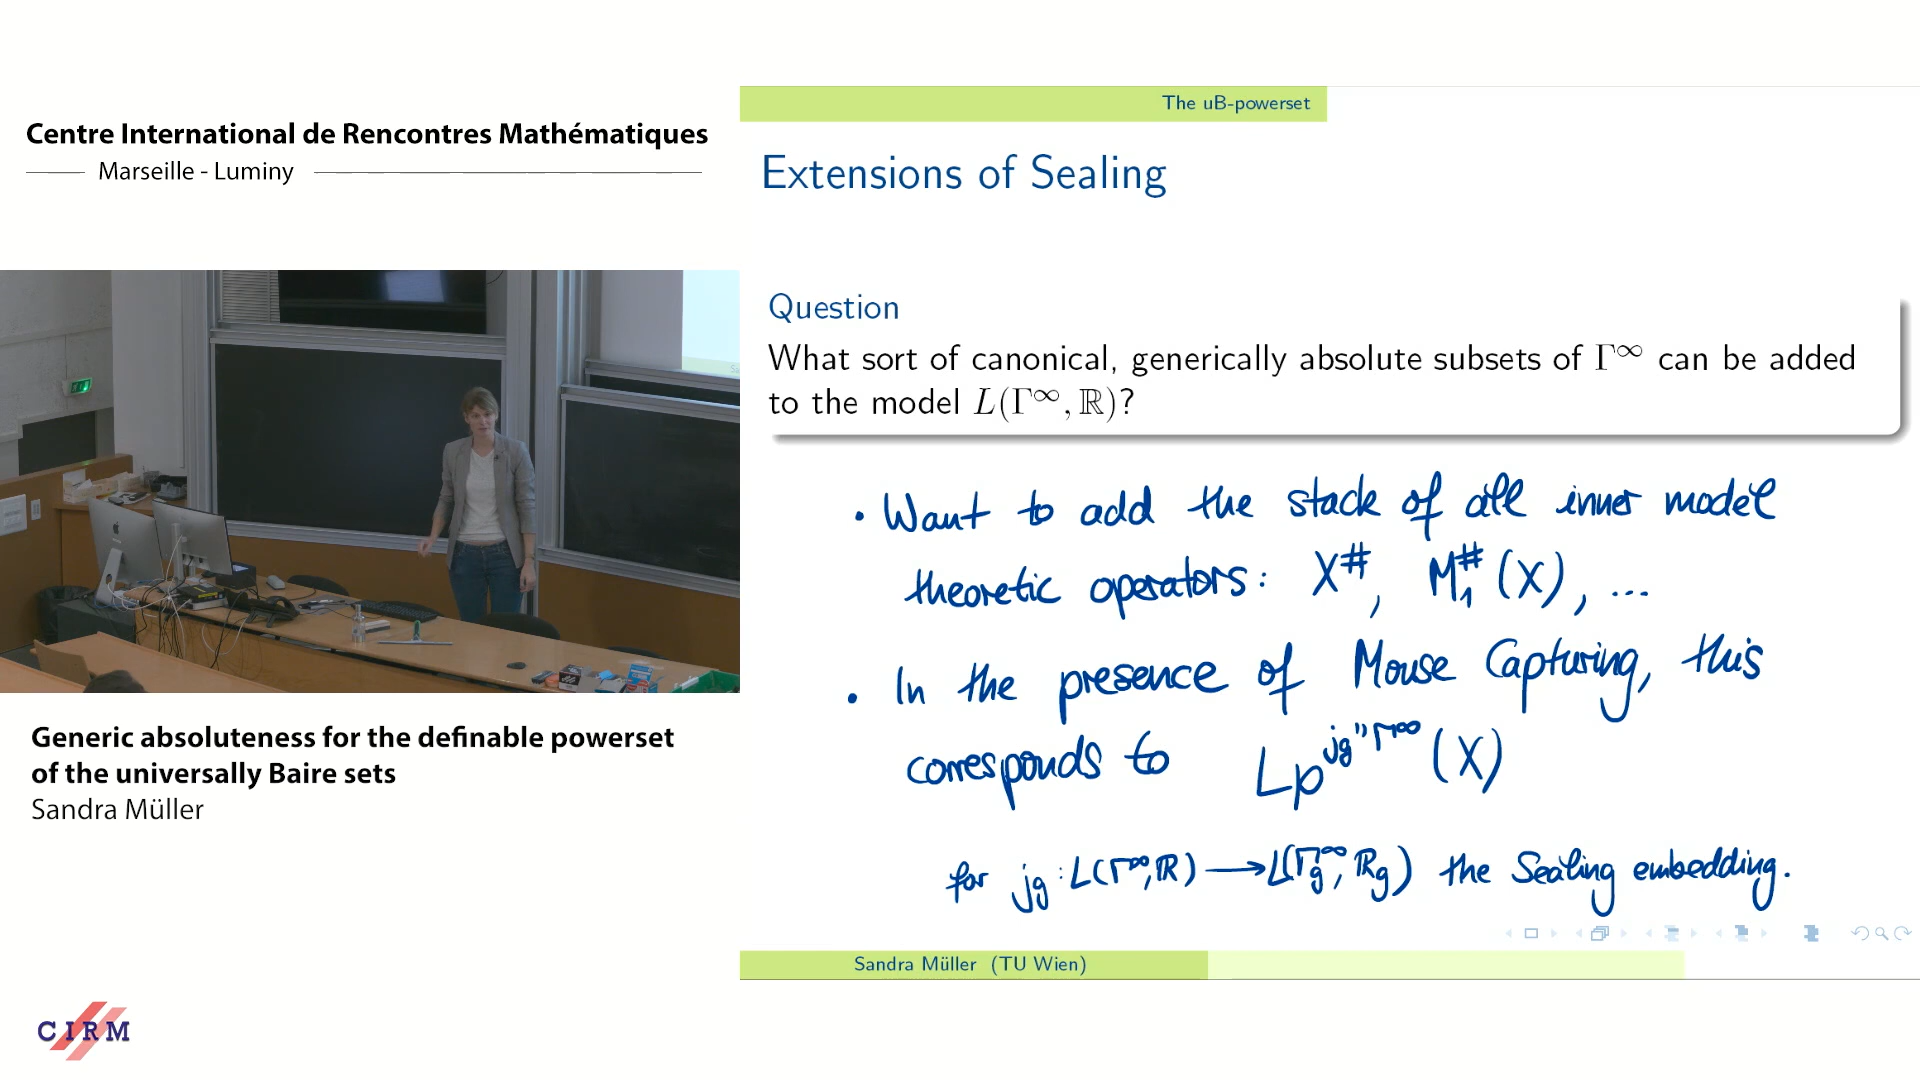 Centre International de Rencontres Mathématiques
Marseille - Luminy
The uB-powerset
Extensions of Sealing
Question
What sort of canonical, generically absolute subsets of Γ^∞ can be added
to the model L(Γ^∞, ℝ)?
• Want to add the stack of all inner model
theoretic operators: X^#, M_1^#(X), ...
• In the presence of Mouse Capturing, this
corresponds to Lp^{j_g"Γ^∞}(X)
for j_g: L(Γ^∞, ℝ) ⟶ L(Γ_g^∞, ℝ_g) the Sealing embedding.
Sandra Müller (TU Wien)
Generic absoluteness for the definable powerset
of the universally Baire sets
Sandra Müller
CIRM